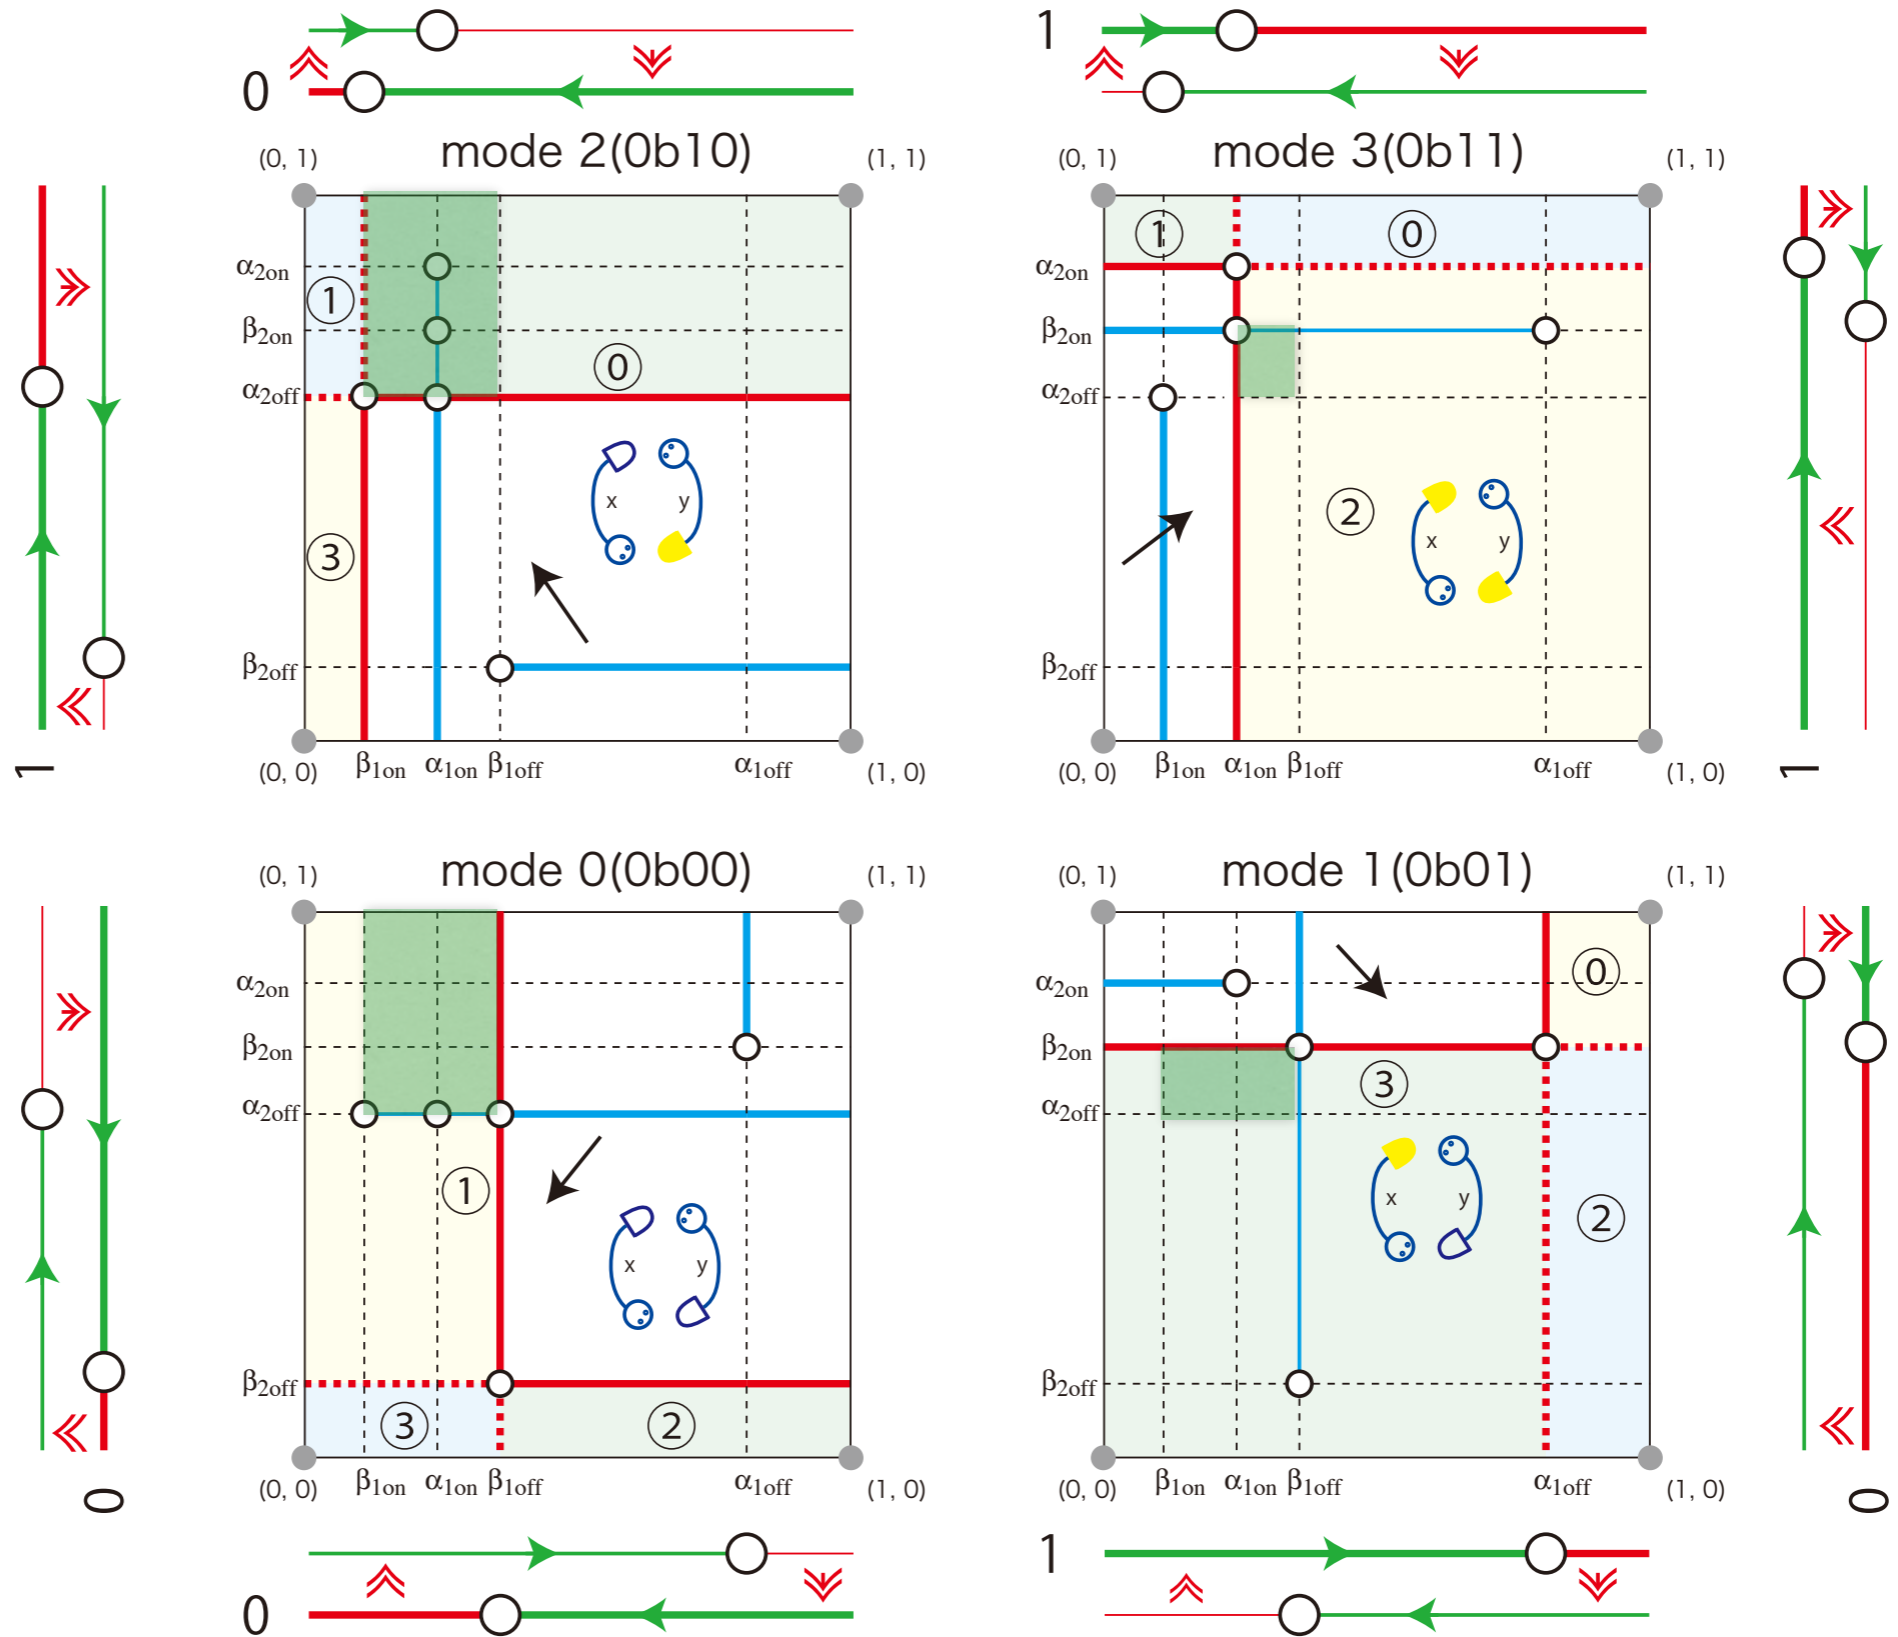 1
0
mode 2(0b10)
mode 3(0b11)
(0, 1)
(1, 1)
(0, 1)
(1, 1)
①
⓪
α2on
①
α2on
β2on
β2on
⓪
α2off
α2off
x
y
②
x
y
③
β2off
β2off
1
1
(0, 0)
β1on
α1on
β1off
α1off
(1, 0)
(0, 0)
β1on
α1on
β1off
α1off
(1, 0)
mode 0(0b00)
mode 1(0b01)
(0, 1)
(1, 1)
(0, 1)
(1, 1)
α2on
α2on
⓪
β2on
β2on
③
α2off
α2off
①
x
y
x
y
②
β2off
β2off
③
②
0
0
(0, 0)
β1on
α1on
β1off
α1off
(1, 0)
(0, 0)
β1on
α1on
β1off
α1off
(1, 0)
1
0